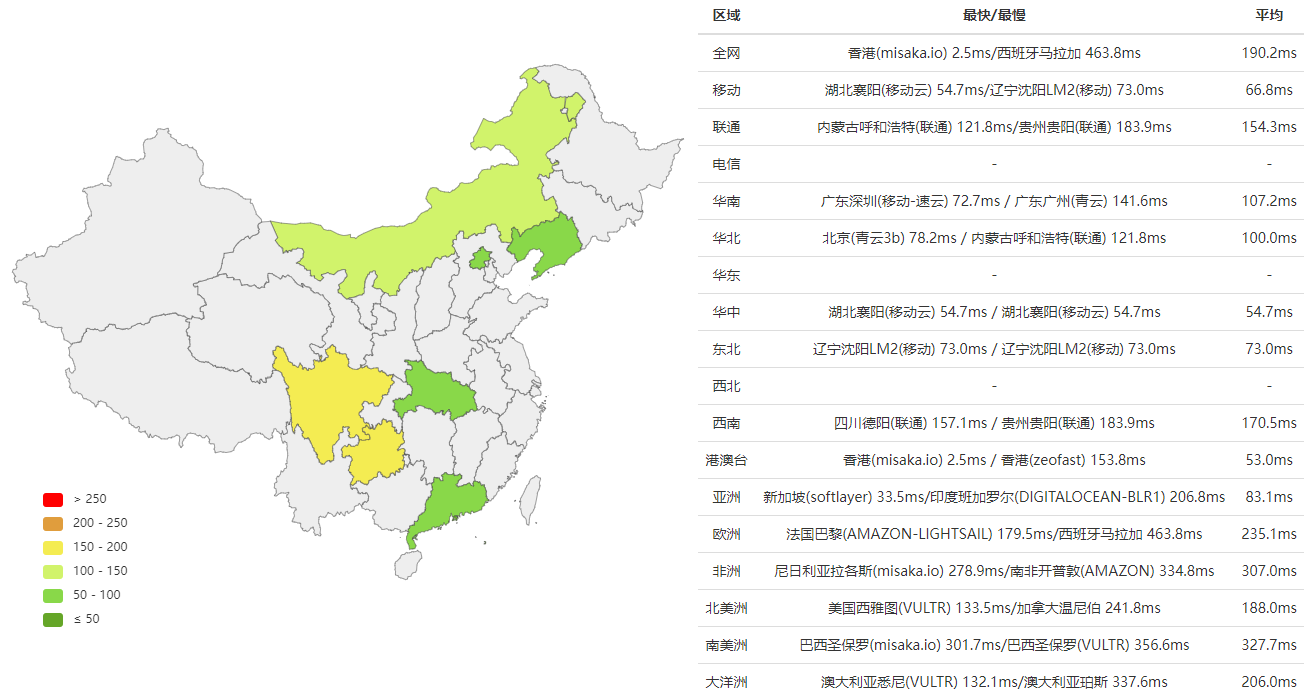 区域 最快/最慢 平均
全网 香港(misaka.io) 2.5ms/西班牙马拉加 463.8ms 190.2ms
移动 湖北襄阳(移动云) 54.7ms/辽宁沈阳LM2(移动) 73.0ms 66.8ms
联通 内蒙古呼和浩特(联通) 121.8ms/贵州贵阳(联通) 183.9ms 154.3ms
电信 - -
华南 广东深圳(移动-速云) 72.7ms / 广东广州(青云) 141.6ms 107.2ms
华北 北京(青云3b) 78.2ms / 内蒙古呼和浩特(联通) 121.8ms 100.0ms
华东 - -
华中 湖北襄阳(移动云) 54.7ms / 湖北襄阳(移动云) 54.7ms 54.7ms
东北 辽宁沈阳LM2(移动) 73.0ms / 辽宁沈阳LM2(移动) 73.0ms 73.0ms
西北 - -
西南 四川德阳(联通) 157.1ms / 贵州贵阳(联通) 183.9ms 170.5ms
港澳台 香港(misaka.io) 2.5ms / 香港(zeofast) 153.8ms 53.0ms
亚洲 新加坡(softlayer) 33.5ms/印度班加罗尔(DIGITALOCEAN-BLR1) 206.8ms 83.1ms
欧洲 法国巴黎(AMAZON-LIGHTSAIL) 179.5ms/西班牙马拉加 463.8ms 235.1ms
非洲 尼日利亚拉各斯(misaka.io) 278.9ms/南非开普敦(AMAZON) 334.8ms 307.0ms
北美洲 美国西雅图(VULTR) 133.5ms/加拿大温尼伯 241.8ms 188.0ms
南美洲 巴西圣保罗(misaka.io) 301.7ms/巴西圣保罗(VULTR) 356.6ms 327.7ms
大洋洲 澳大利亚悉尼(VULTR) 132.1ms/澳大利亚珀斯 337.6ms 206.0ms
> 250
200 - 250
150 - 200
100 - 150
50 - 100
≤ 50